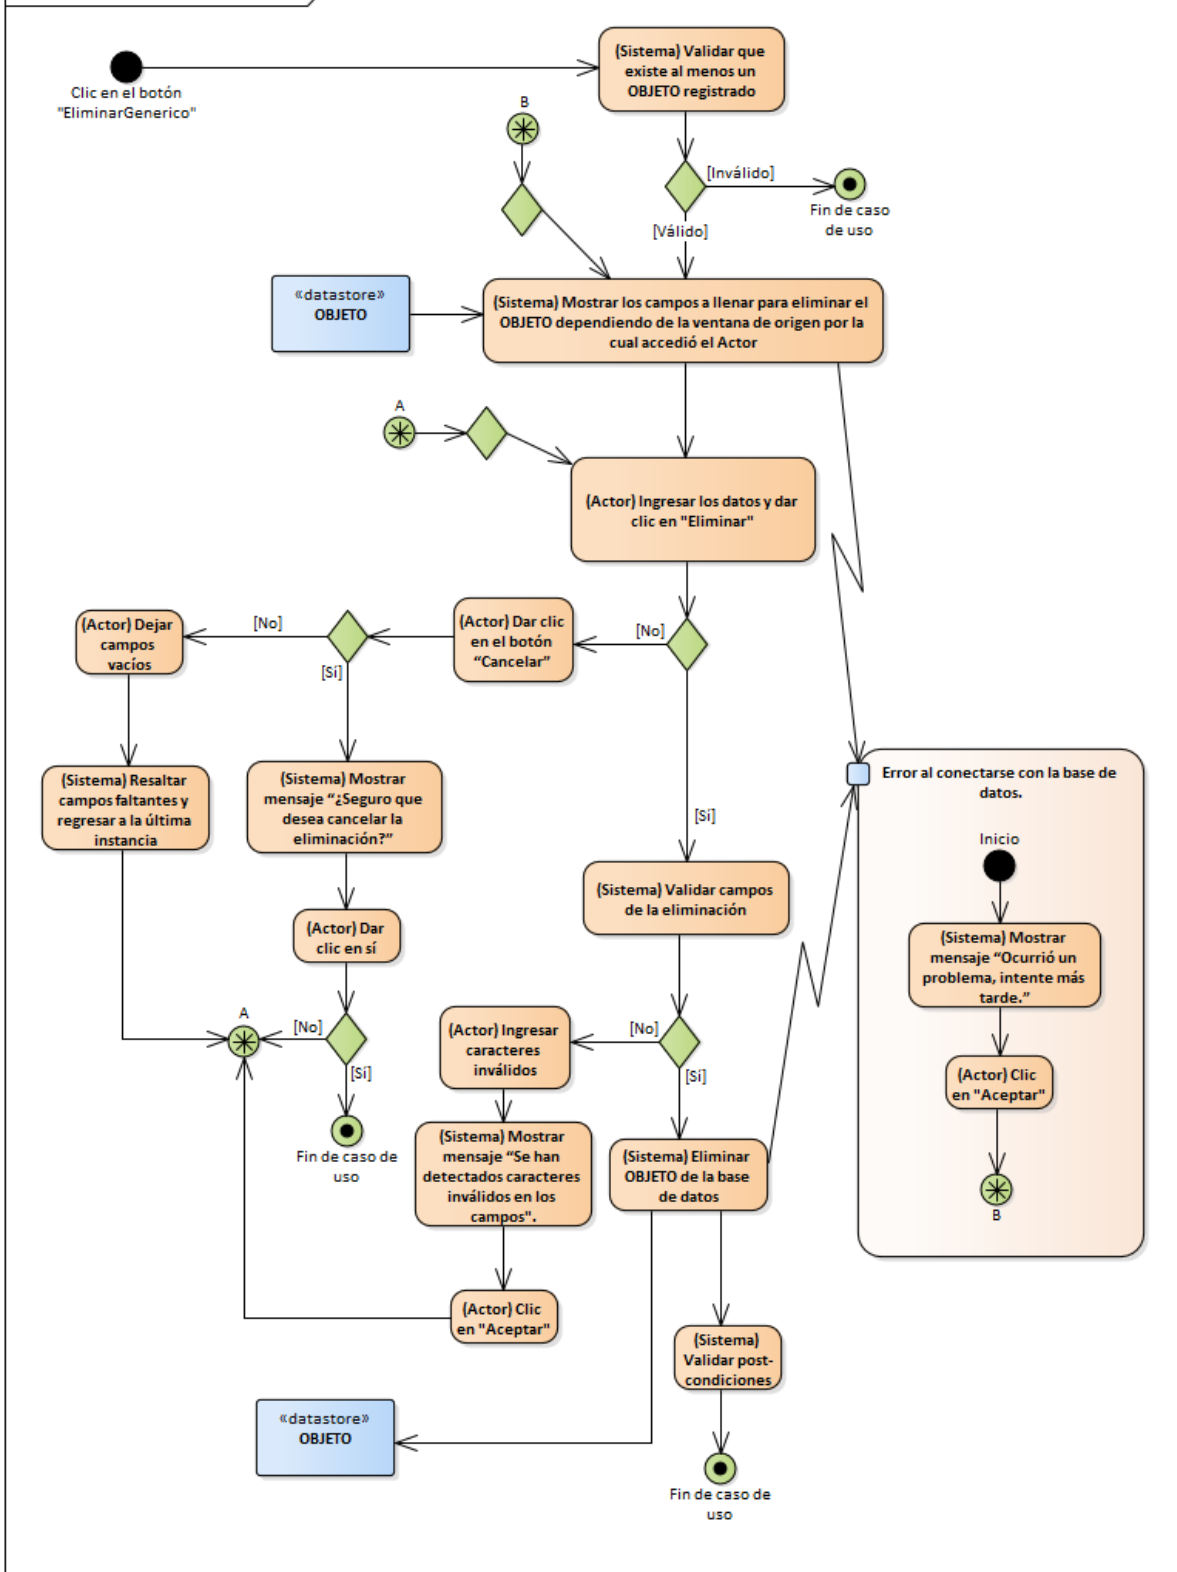 (Sistema) Validar que
existe al menos un
OBJETO registrado
Clic en el botón
"EliminarGenerico"
B
[Inválido]
Fin de caso
de uso
[Válido]
«datastore»
OBJETO
(Sistema) Mostrar los campos a llenar para eliminar el
OBJETO dependiendo de la ventana de origen por la
cual accedió el Actor
A
(Actor) Ingresar los datos y dar
clic en "Eliminar"
(Actor) Dejar
campos
vacíos
[No]
[Sí]
(Actor) Dar clic
en el botón
“Cancelar”
[No]
(Sistema) Resaltar
campos faltantes y
regresar a la última
instancia
(Sistema) Mostrar
mensaje “¿Seguro que
desea cancelar la
eliminación?”
[Sí]
Error al conectarse con la base de
datos.
Inicio
(Sistema) Validar campos
de la eliminación
(Actor) Dar
clic en sí
(Sistema) Mostrar
mensaje “Ocurrió un
problema, intente más
tarde.”
A
[No]
[Sí]
(Actor) Ingresar
caracteres
inválidos
[No]
[Sí]
(Actor) Clic
en "Aceptar"
Fin de caso de
uso
(Sistema) Mostrar
mensaje “Se han
detectados caracteres
inválidos en los
campos".
(Sistema) Eliminar
OBJETO de la base
de datos
B
(Actor) Clic
en "Aceptar"
(Sistema)
Validar post-
condiciones
«datastore»
OBJETO
Fin de caso de
uso